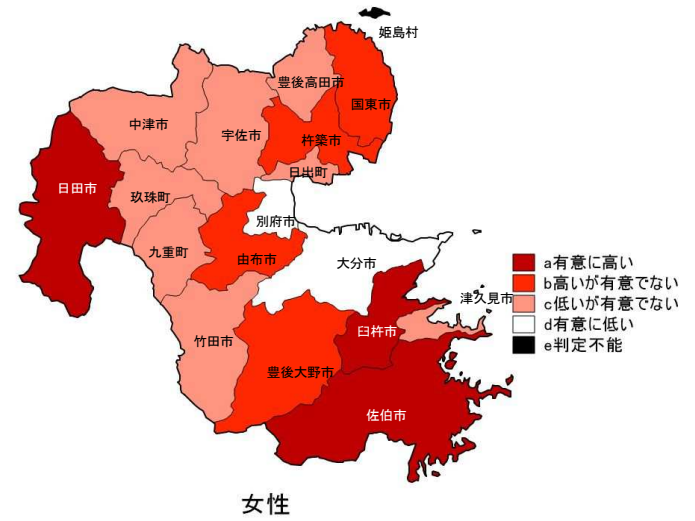 姫島村
豊後高田市
国東市
中津市
宇佐市
杵築市
日出町
日田市
玖珠町
別府市
九重町
由布市
大分市
a有意に高い
b高いが有意でない
c低いが有意でない
d有意に低い
e判定不能
津久見市
臼杵市
竹田市
豊後大野市
佐伯市
女性